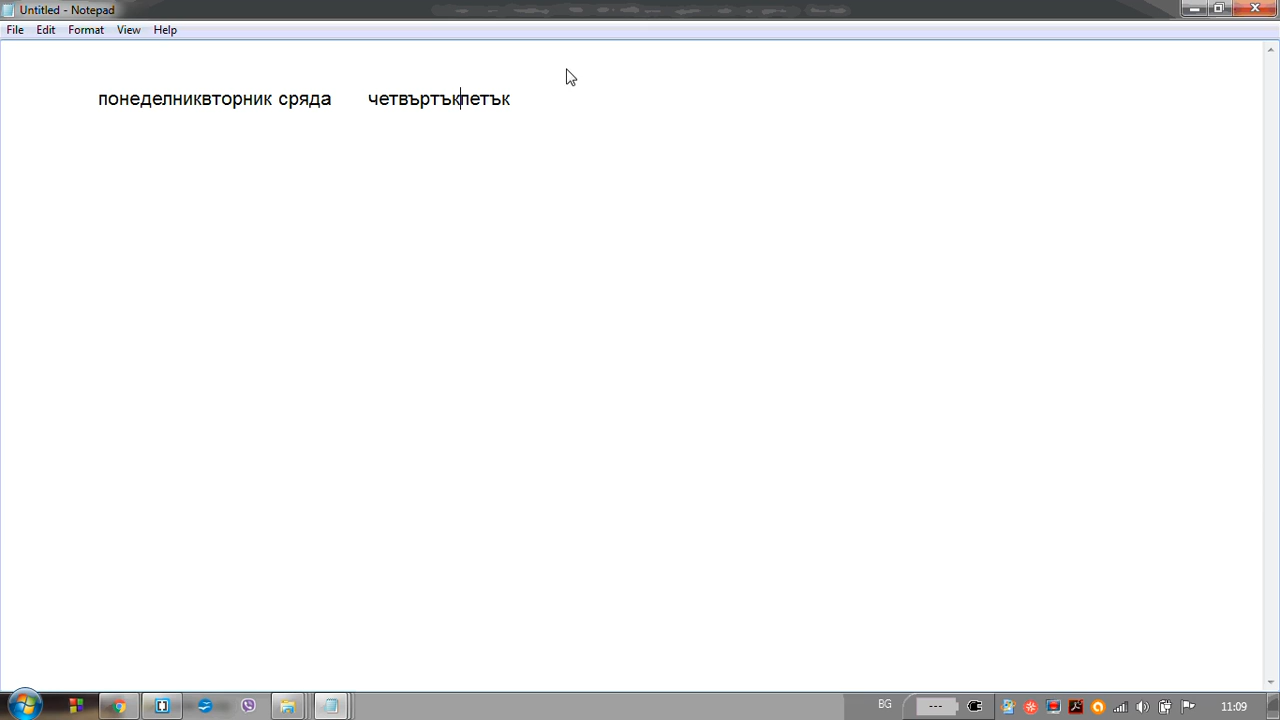 Untitled - Notepad
File Edit Format View Help
понеделниквторник сряда четвъртъкпетък
BG --- 11:09